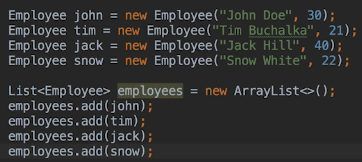 Employee john = new Employee("John Doe", 30);
Employee tim = new Employee("Tim Buchalka", 21);
Employee jack = new Employee("Jack Hill", 40);
Employee snow = new Employee("Snow White", 22);
List<Employee> employees = new ArrayList<>();
employees.add(john);
employees.add(tim);
employees.add(jack);
employees.add(snow);